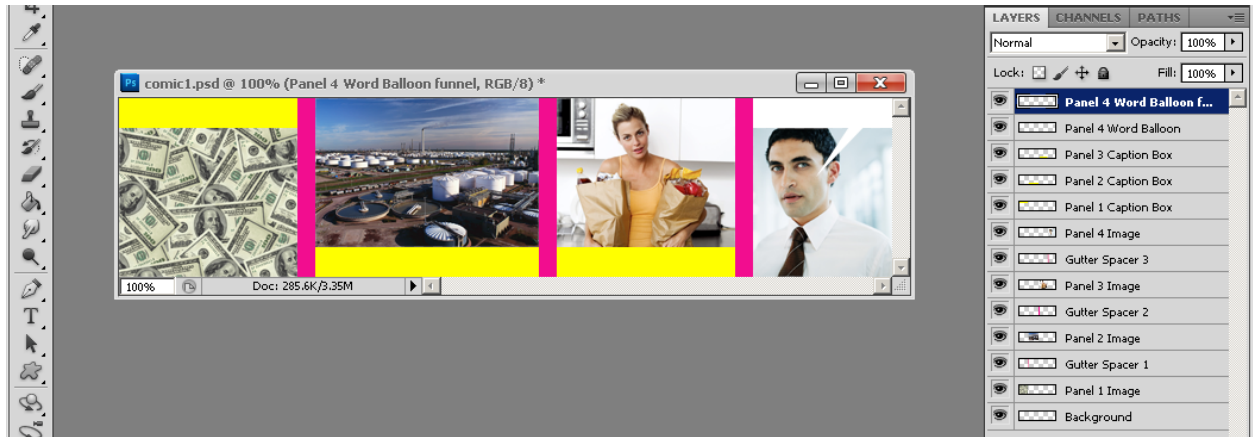 LAYERS CHANNELS PATHS
Normal Opacity: 100%
Lock: Fill: 100%
Ps comic1.psd @ 100% (Panel 4 Word Balloon funnel, RGB/8) *
Panel 4 Word Balloon f...
Panel 4 Word Balloon
Panel 3 Caption Box
Panel 2 Caption Box
Panel 1 Caption Box
Panel 4 Image
Gutter Spacer 3
Panel 3 Image
Gutter Spacer 2
Panel 2 Image
Gutter Spacer 1
Panel 1 Image
Background
100% Doc: 285.6K/3.35M
T